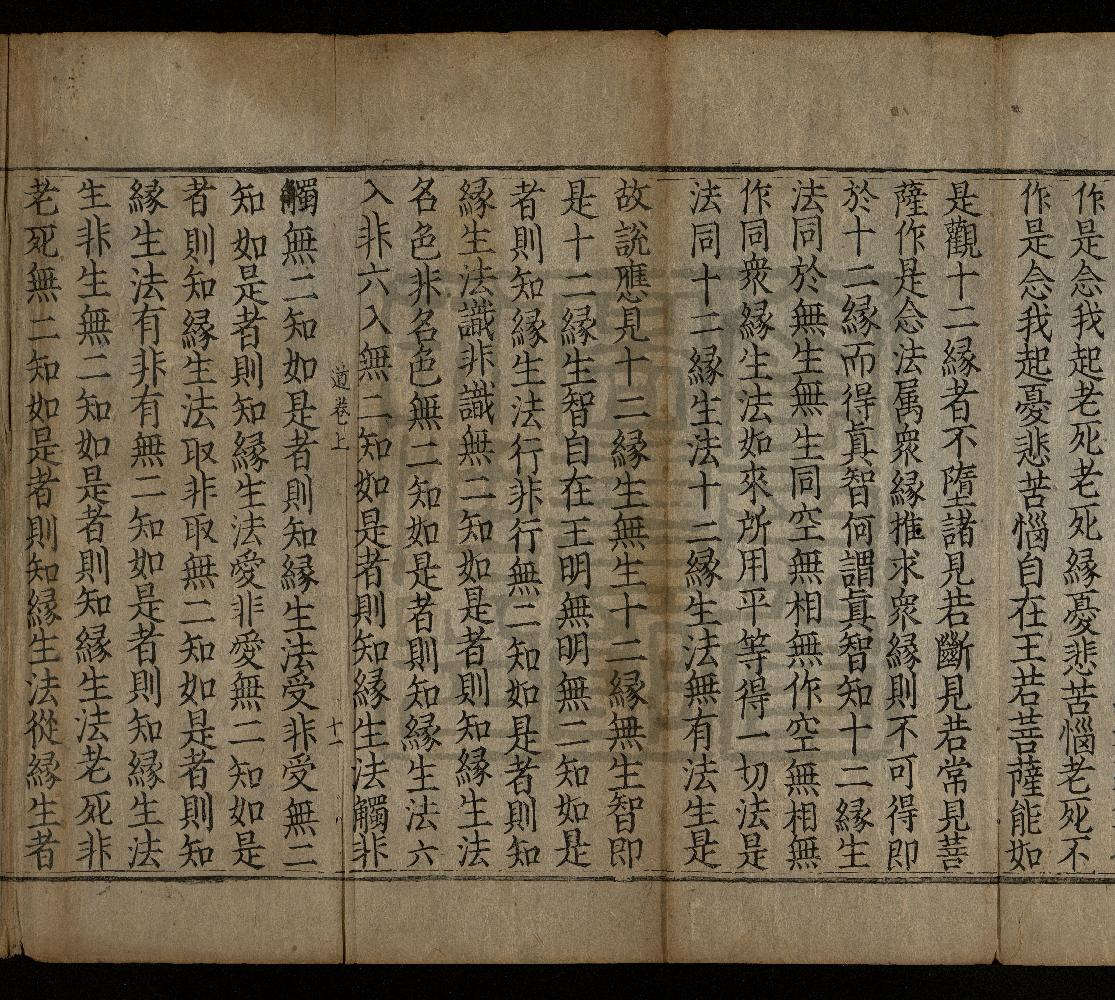 作是念我起老死老死緣憂悲苦惱老死不
作是念我起憂悲苦惱自在王若菩薩能如
是觀十二緣者不墮諸見若斷見若常見菩
薩作是念法属衆緣推求衆緣則不可得即
於十二緣而得眞智何謂眞智知十二緣生
法同於無生無生同空無相無作空無相無
作同衆緣生法如來所用平等得一切法是
法同十二緣生法十二緣生法無有法生是
故說應見十二緣生無生十二緣無生智即
是十二緣生智自在王明無明無二知如是
者則知緣生法行非行無二知如是者則知
緣生法識非識無二知如是者則知緣生法
名色非名色無二知如是者則知緣生法六
入非六入無二知如是者則知緣生法觸非
道卷上 十一
觸無二知如是者則知緣生法受非受無二
知如是者則知緣生法愛非愛無二知如是
者則知緣生法取非取無二知如是者則知
緣生法有非有無二知如是者則知緣生法
生非生無二知如是者則知緣生法老死非
老死無二知如是者則知緣生法從緣生者